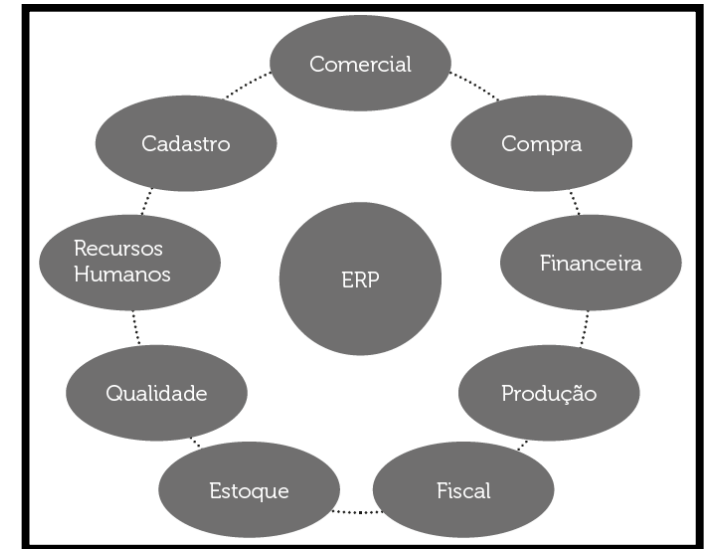 Comercial
Cadastro
Compra
Recursos
Humanos
Financeira
ERP
Qualidade
Produção
Estoque
Fiscal